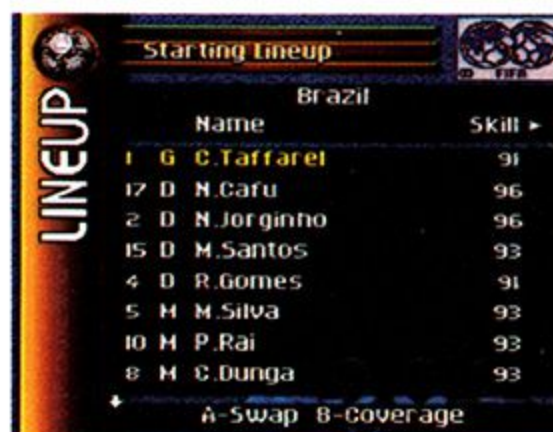 Starting Lineup
FIFA
LINEUP
Brazil
Name Skill
1 G C.Taffarel 91
17 D N.Cafu 96
2 D N.Jorginho 96
15 D M.Santos 93
4 D R.Gomes 91
5 M M.Silva 93
10 M P.Rai 93
8 M C.Dunga 93
A-Swap B-Coverage